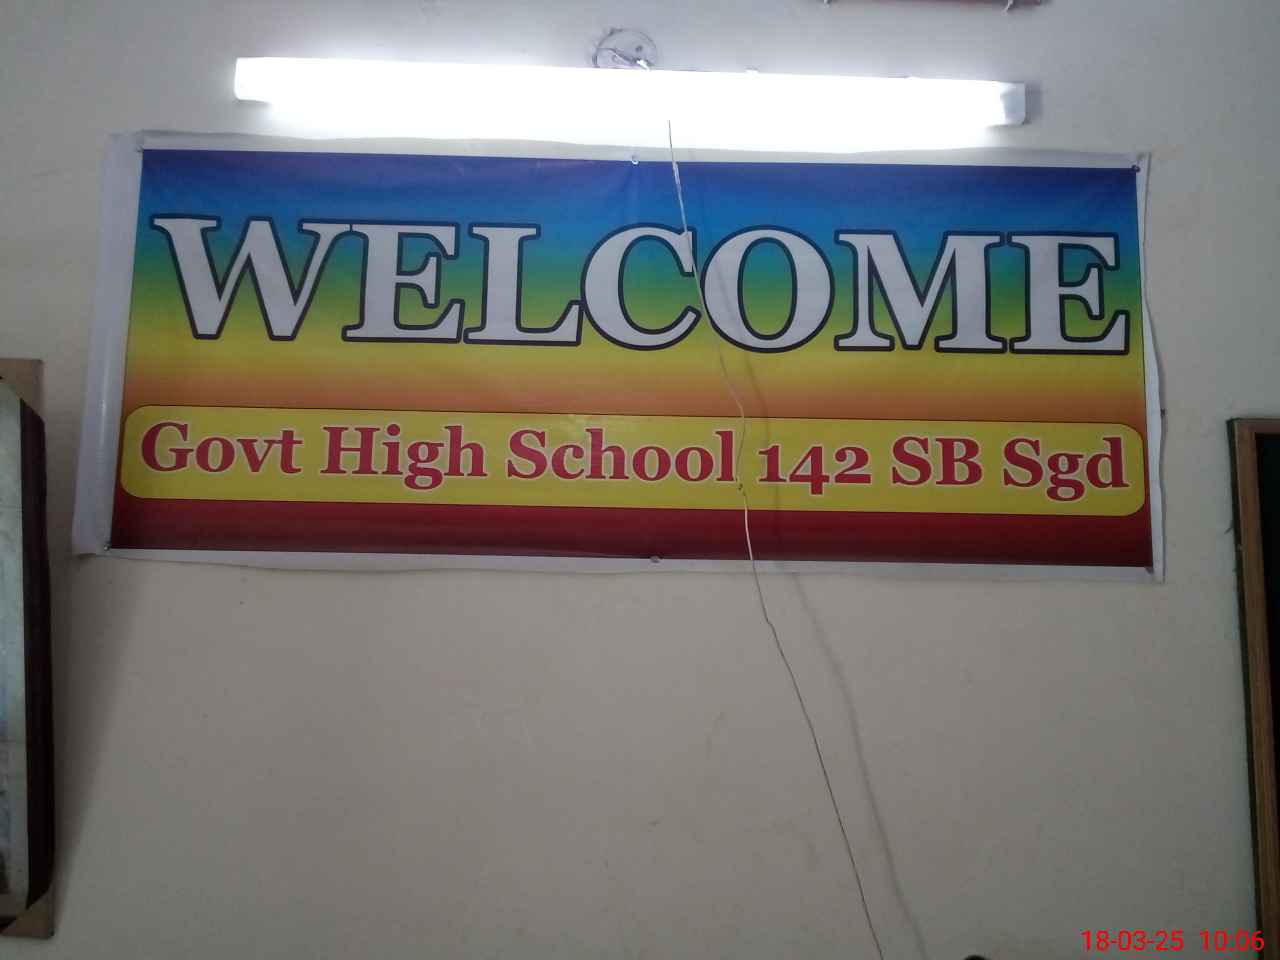 WELCOME
Govt High School 142 SB Sgd
18-03-25 10:06